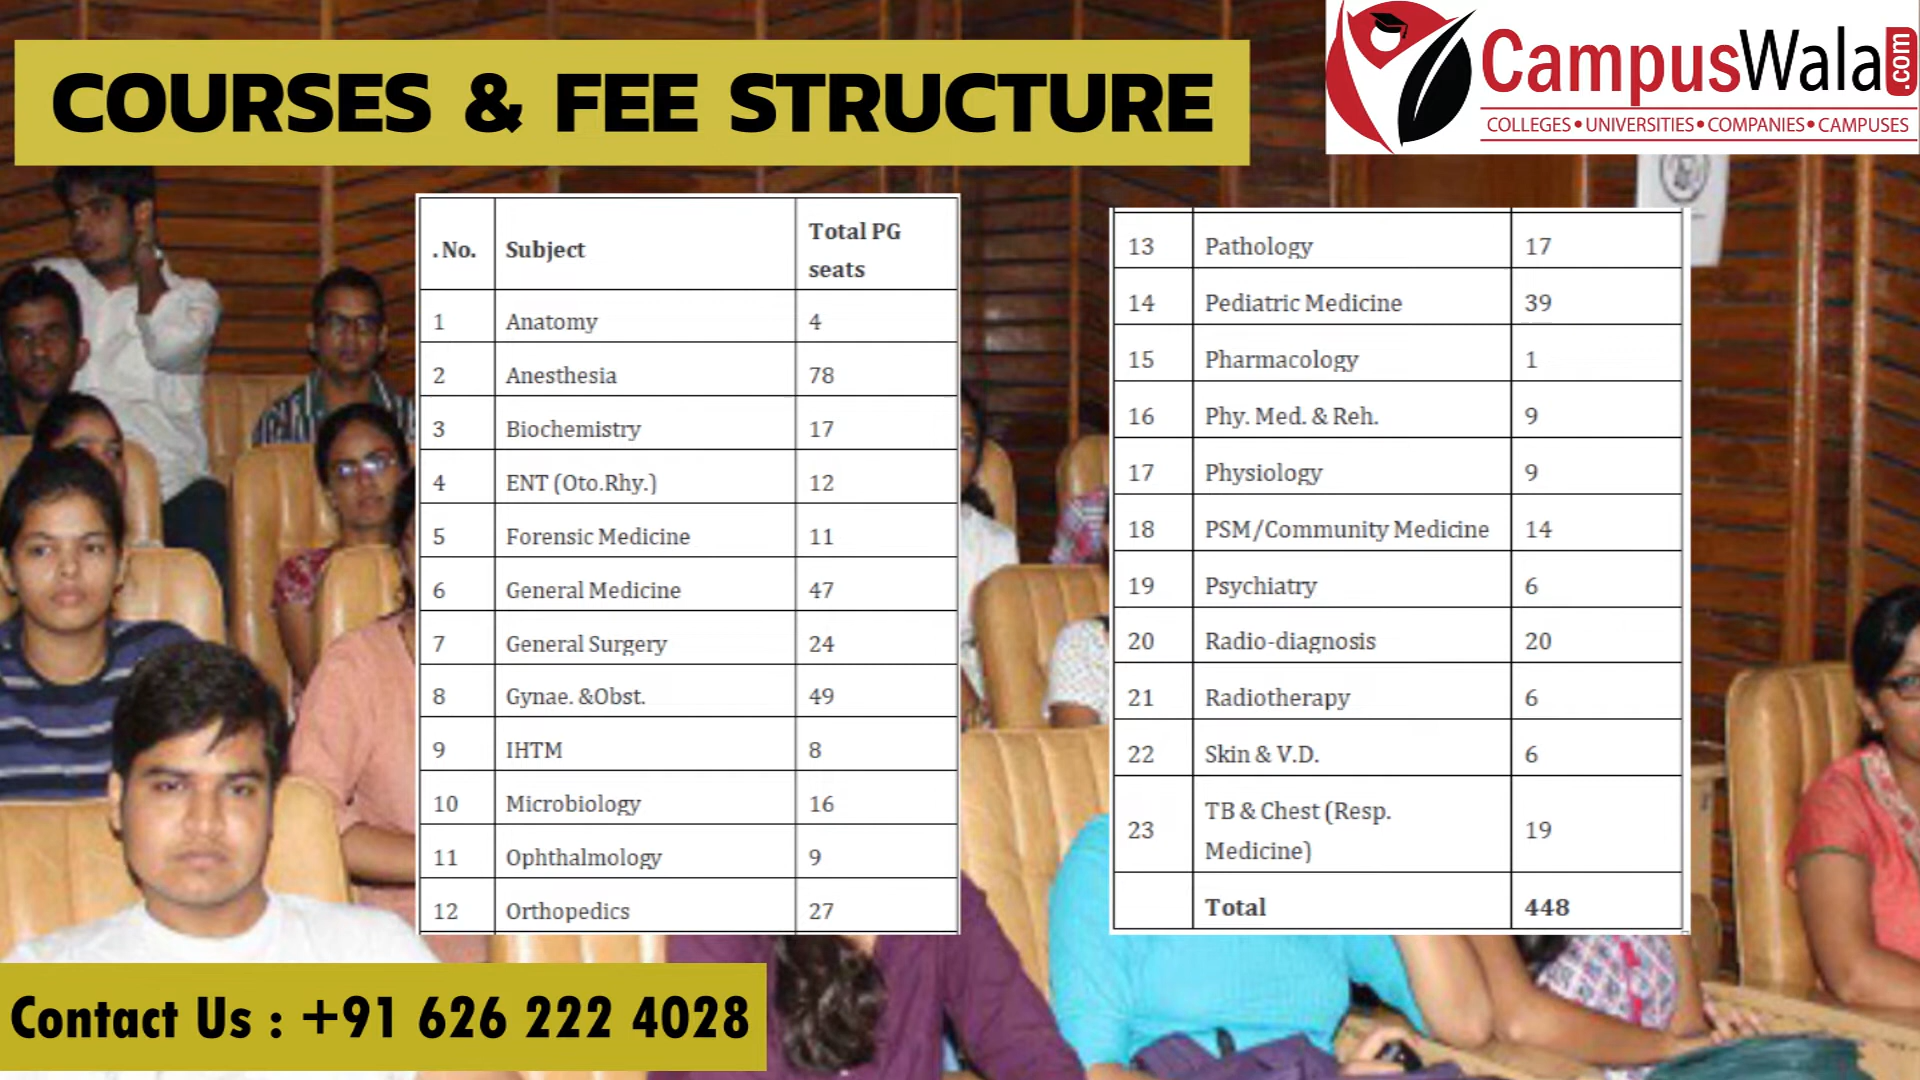 COURSES & FEE STRUCTURE
CampusWala.com
COLLEGES • UNIVERSITIES • COMPANIES • CAMPUSES
. No. Subject Total PG seats
1 Anatomy 4
2 Anesthesia 78
3 Biochemistry 17
4 ENT (Oto.Rhy.) 12
5 Forensic Medicine 11
6 General Medicine 47
7 General Surgery 24
8 Gynae. &Obst. 49
9 IHTM 8
10 Microbiology 16
11 Ophthalmology 9
12 Orthopedics 27
13 Pathology 17
14 Pediatric Medicine 39
15 Pharmacology 1
16 Phy. Med. & Reh. 9
17 Physiology 9
18 PSM/Community Medicine 14
19 Psychiatry 6
20 Radio-diagnosis 20
21 Radiotherapy 6
22 Skin & V.D. 6
23 TB & Chest (Resp. Medicine) 19
Total 448
Contact Us : +91 626 222 4028